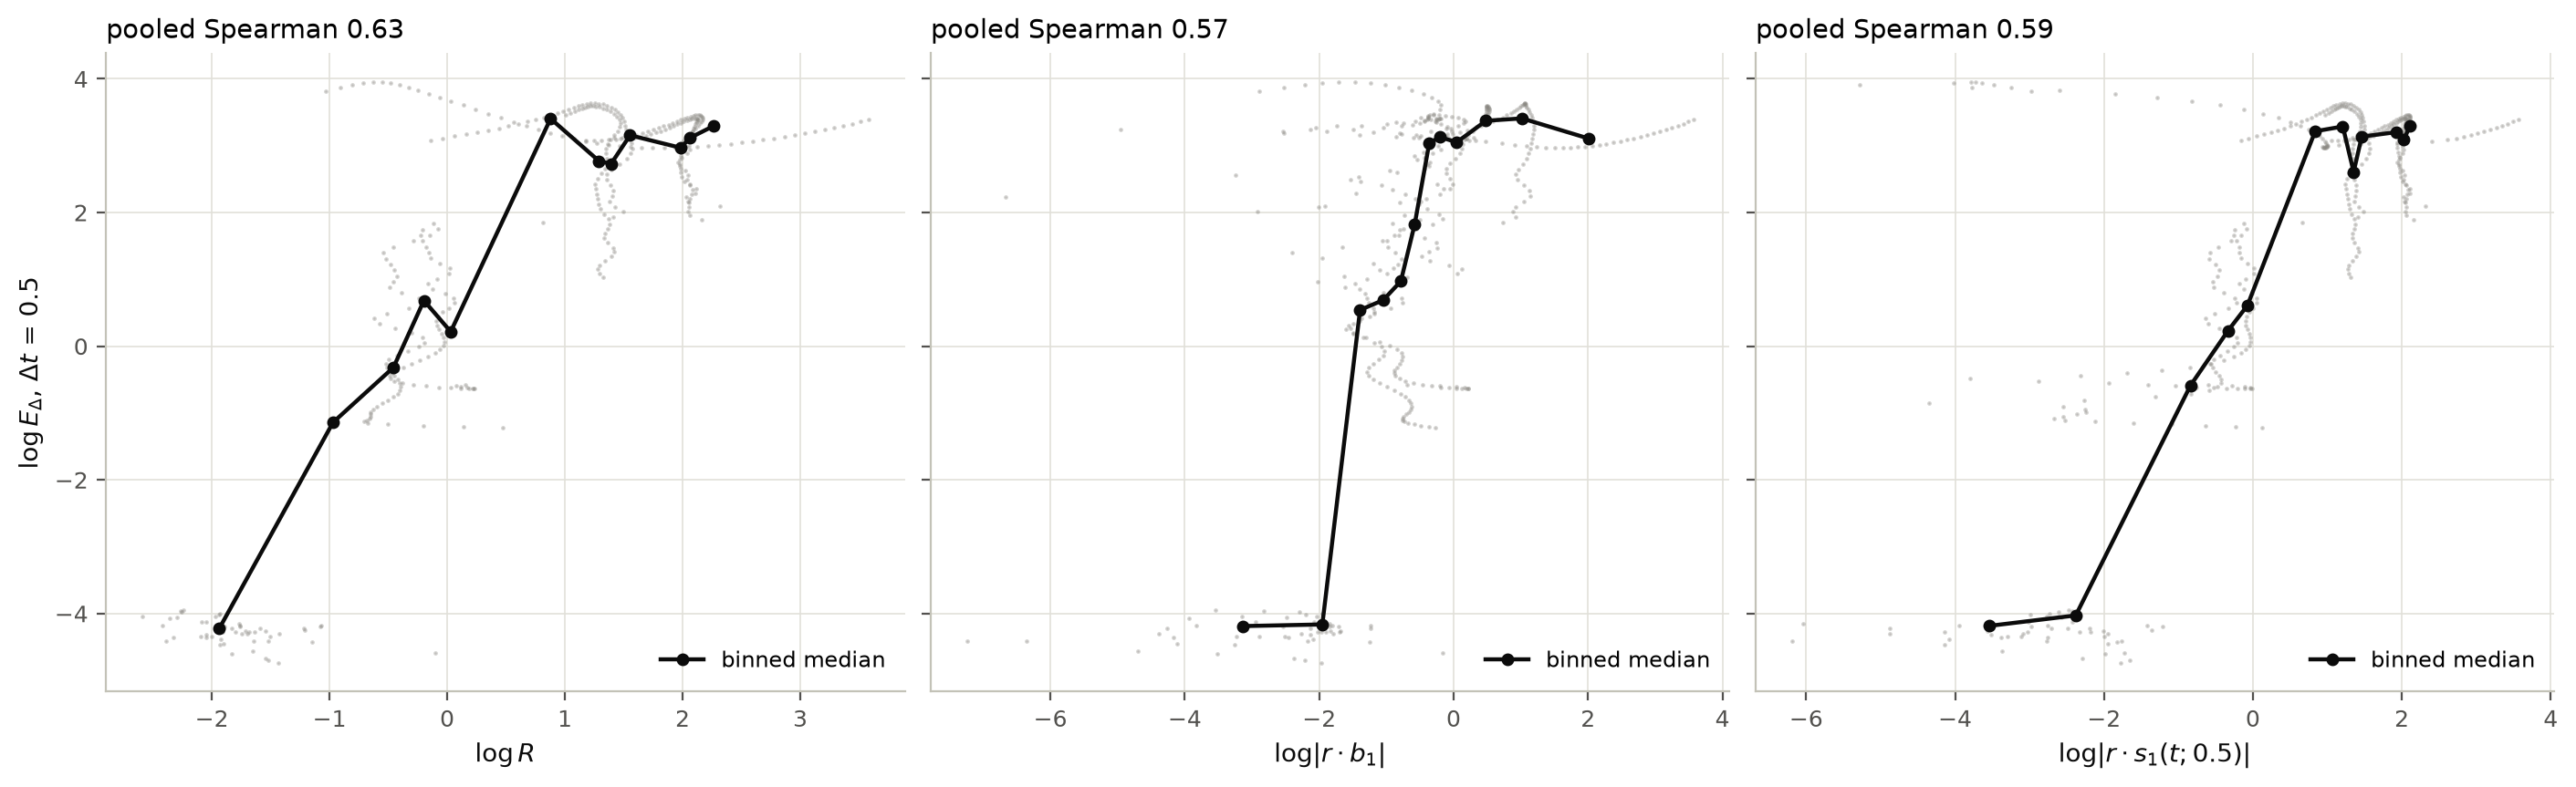 pooled Spearman 0.63
pooled Spearman 0.57
pooled Spearman 0.59
log E_Δ, Δt = 0.5
4
2
0
−2
−4
binned median
binned median
binned median
−2 −1 0 1 2 3
−6 −4 −2 0 2 4
−6 −4 −2 0 2 4
log R
log|r · b₁|
log|r · s₁(t; 0.5)|